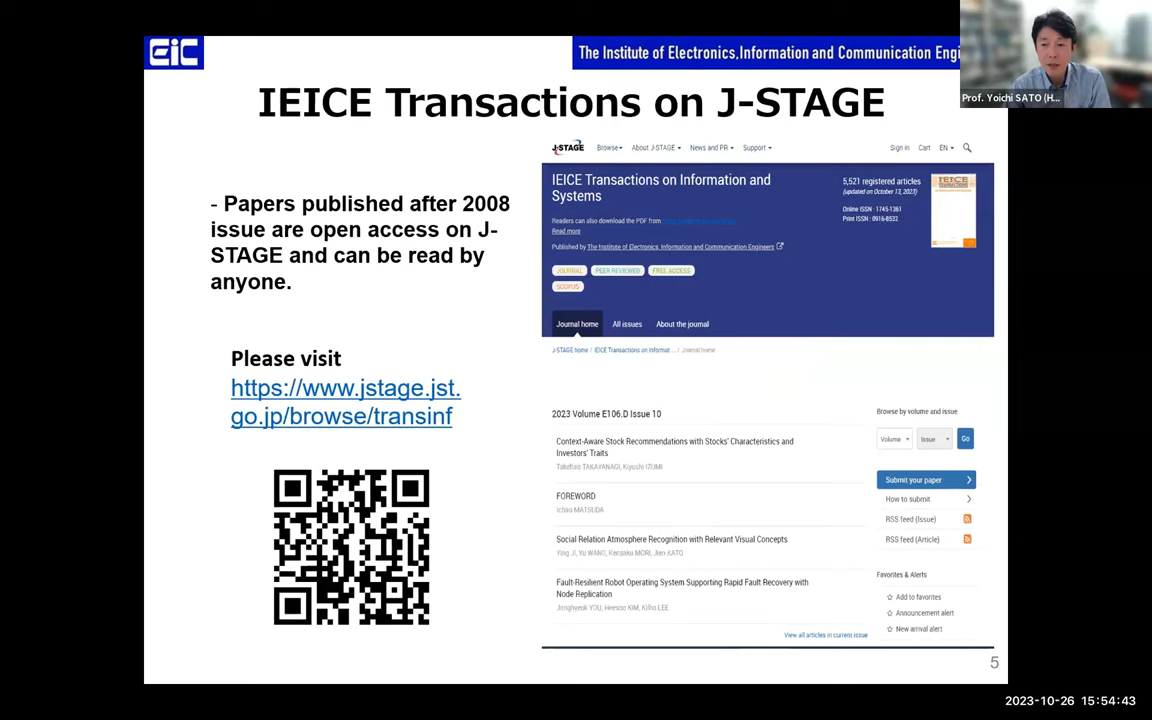 EiC
The Institute of Electronics,Information and Communication Engi
Prof. Yoichi SATO (H...
IEICE Transactions on J-STAGE
- Papers published after 2008
issue are open access on J-
STAGE and can be read by
anyone.
Please visit
https://www.jstage.jst.
go.jp/browse/transinf
J-STAGE
Browse
About J-STAGE
News and PR
Support
Sign in
Cart
EN
IEICE Transactions on Information and
Systems
5,521 registered articles
(updated on October 13, 2023)
Online ISSN : 1745-1361
Print ISSN : 0916-8532
IEICE
Readers can also download the PDF from
Read more
Published by The Institute of Electronics, Information and Communication Engineers
JOURNAL
PEER REVIEWED
FREE ACCESS
SCOPUS
Journal home
All issues
About the journal
J-STAGE home / IEICE Transactions on Informat... / Journal home
2023 Volume E106.D Issue 10
Context-Aware Stock Recommendations with Stocks' Characteristics and
Investors' Traits
Takehiro TAKAYANAGI, Kiyoshi IZUMI
FOREWORD
Ichiro MATSUDA
Social Relation Atmosphere Recognition with Relevant Visual Concepts
Ying JI, Yu WANG, Kensaku MORI, Jien KATO
Fault-Resilient Robot Operating System Supporting Rapid Fault Recovery with
Node Replication
Jonghyeok YOU, Heesoo KIM, Kilho LEE
View all articles in current issue
Browse by volume and issue
Volume
Issue
Go
Submit your paper
How to submit
RSS feed (Issue)
RSS feed (Article)
Favorites & Alerts
Add to favorites
Announcement alert
New arrival alert
5
2023-10-26 15:54:43